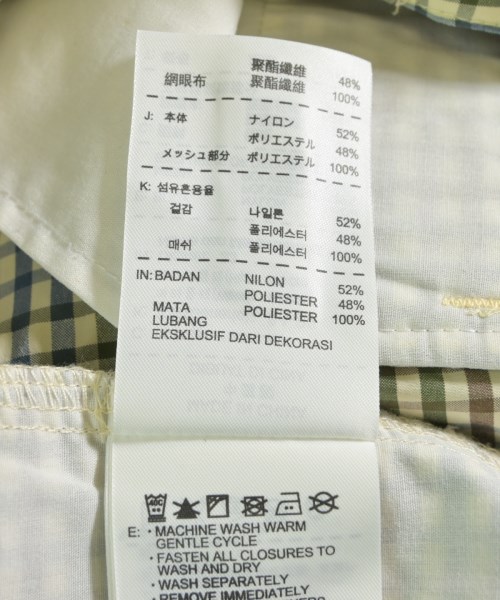 聚酯纖維 48%
網眼布 聚酯纖維 100%
J: 本体 ナイロン 52%
ポリエステル 48%
メッシュ部分 ポリエステル 100%
K: 섬유혼용율
겉감 나일론 52%
폴리에스터 48%
매쉬 폴리에스터 100%
IN: BADAN NILON 52%
POLIESTER 48%
MATA POLIESTER 100%
LUBANG
EKSKLUSIF DARI DEKORASI
E: · MACHINE WASH WARM
GENTLE CYCLE
· FASTEN ALL CLOSURES TO
WASH AND DRY
· WASH SEPARATELY
· REMOVE IMMEDIATELY